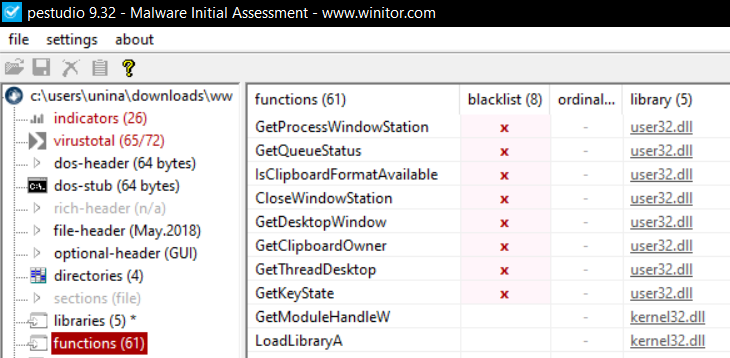 pestudio 9.32 - Malware Initial Assessment - www.winitor.com
file settings about
c:\users\unina\downloads\ww
indicators (26)
virustotal (65/72)
dos-header (64 bytes)
dos-stub (64 bytes)
rich-header (n/a)
file-header (May.2018)
optional-header (GUI)
directories (4)
sections (file)
libraries (5) *
functions (61)
functions (61) blacklist (8) ordinal... library (5)
GetProcessWindowStation x - user32.dll
GetQueueStatus x - user32.dll
IsClipboardFormatAvailable x - user32.dll
CloseWindowStation x - user32.dll
GetDesktopWindow x - user32.dll
GetClipboardOwner x - user32.dll
GetThreadDesktop x - user32.dll
GetKeyState x - user32.dll
GetModuleHandleW - kernel32.dll
LoadLibraryA - kernel32.dll